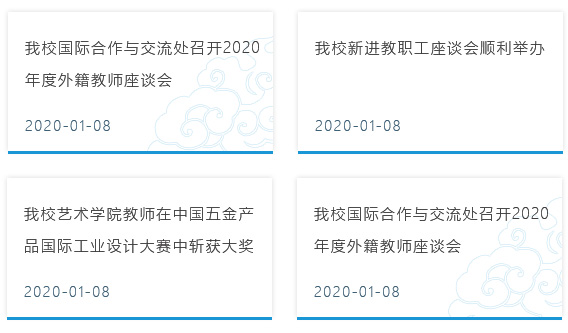 我校国际合作与交流处召开2020
年度外籍教师座谈会
2020-01-08
我校新进教职工座谈会顺利举办
2020-01-08
我校艺术学院教师在中国五金产
品国际工业设计大赛中斩获大奖
2020-01-08
我校国际合作与交流处召开2020
年度外籍教师座谈会
2020-01-08